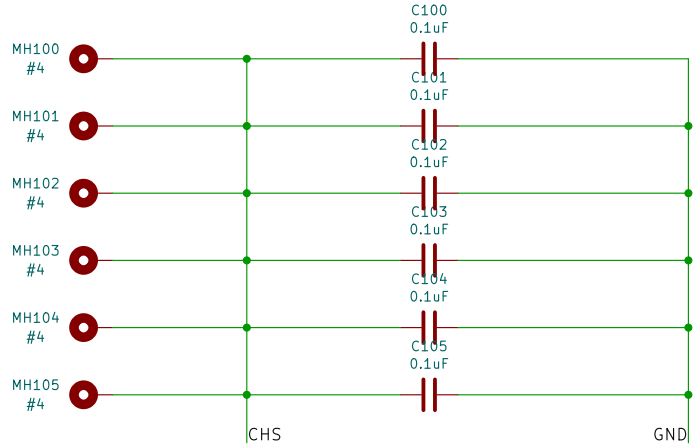 C100
0.1uF
MH100
#4
C101
0.1uF
MH101
#4
C102
0.1uF
MH102
#4
C103
0.1uF
MH103
#4
C104
0.1uF
MH104
#4
C105
0.1uF
MH105
#4
CHS
GND